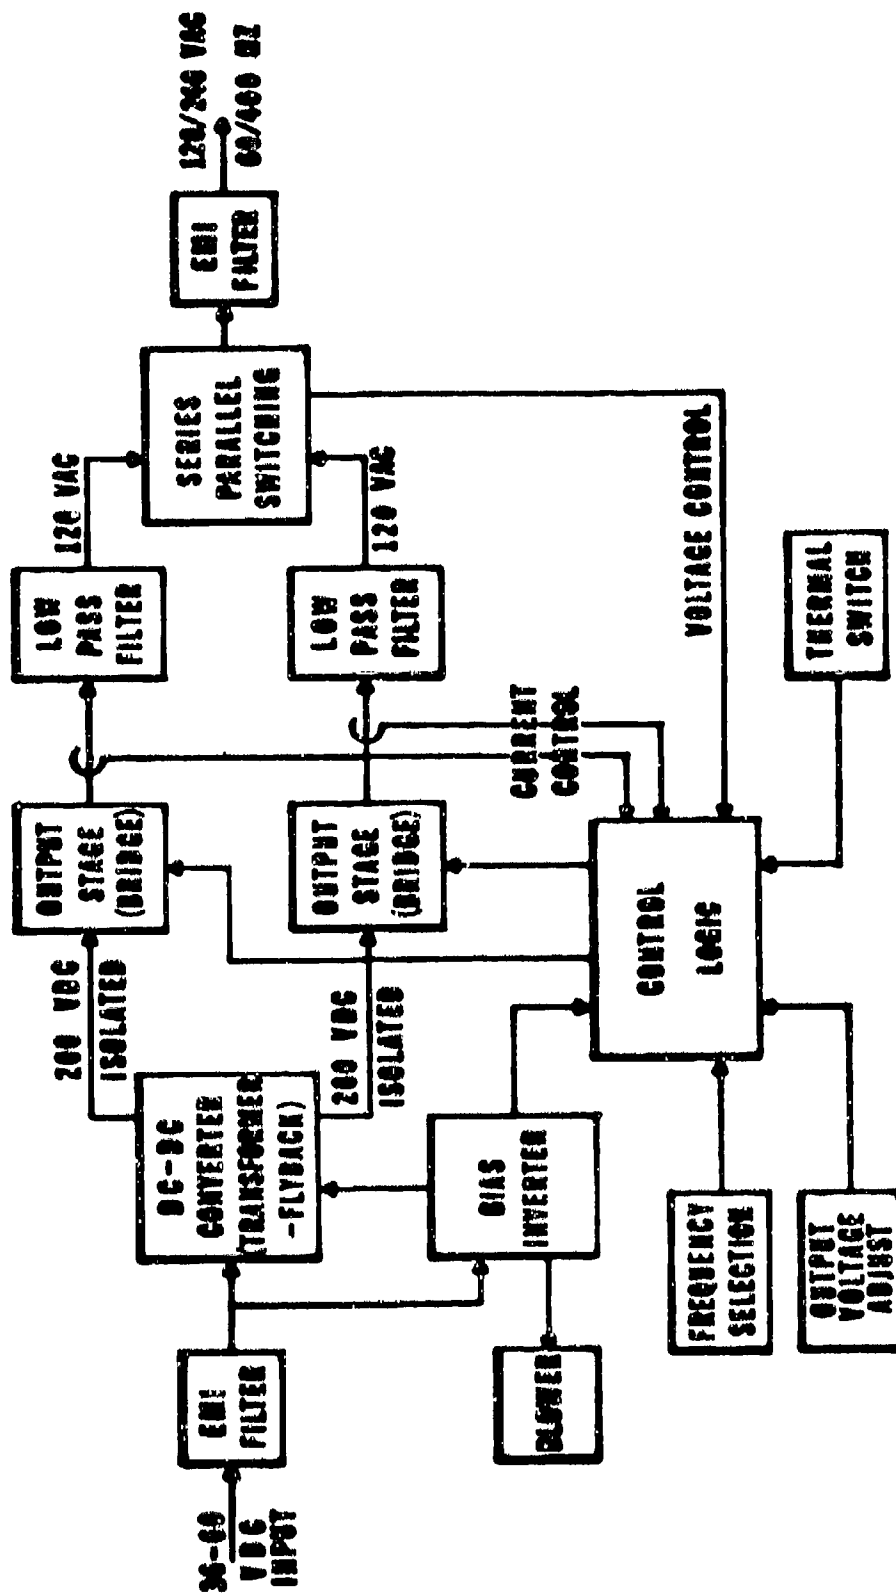 VDC
INPUT
EMI
FILTER
DC-DC
CONVERTER
(TRANSFORMER
-FLYBACK)
200 VDC
ISOLATED
200 VDC
ISOLATED
OUTPUT
STAGE
(BRIDGE)
OUTPUT
STAGE
(BRIDGE)
LOW
PASS
FILTER
120 VAC
LOW
PASS
FILTER
120 VAC
SERIES
PARALLEL
SWITCHING
EMI
FILTER
120/240 VAC
60/400 HZ
BLOWER
BIAS
INVERTER
CURRENT
CONTROL
VOLTAGE CONTROL
CONTROL
LOGIC
FREQUENCY
SELECTION
OUTPUT
VOLTAGE
ADJUST
THERMAL
SWITCH